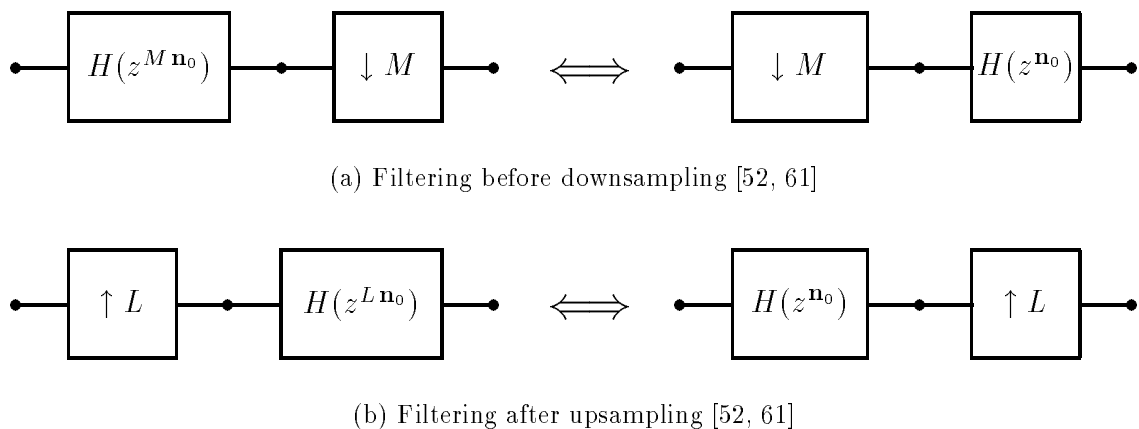 H(z^{M n₀}) ↓ M ⟺ ↓ M H(z^{n₀})
(a) Filtering before downsampling [52, 61]
↑ L H(z^{L n₀}) ⟺ H(z^{n₀}) ↑ L
(b) Filtering after upsampling [52, 61]